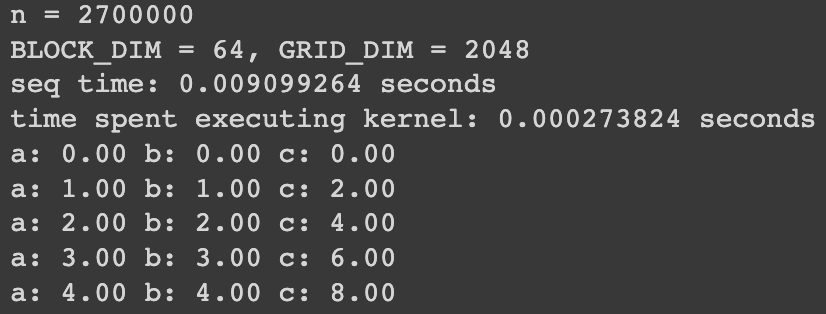 n = 2700000
BLOCK_DIM = 64, GRID_DIM = 2048
seq time: 0.009099264 seconds
time spent executing kernel: 0.000273824 seconds
a: 0.00 b: 0.00 c: 0.00
a: 1.00 b: 1.00 c: 2.00
a: 2.00 b: 2.00 c: 4.00
a: 3.00 b: 3.00 c: 6.00
a: 4.00 b: 4.00 c: 8.00